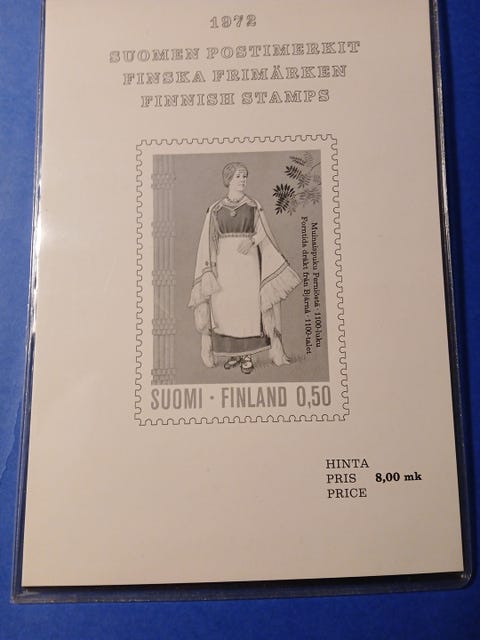 1972
SUOMEN POSTIMERKIT
FINSKA FRIMÄRKEN
FINNISH STAMPS
Muinaispuku Perniöstä · 1100-luku
Forntida dräkt från Bjärnå · 1100-talet
SUOMI · FINLAND 0,50
HINTA
PRIS 8,00 mk
PRICE